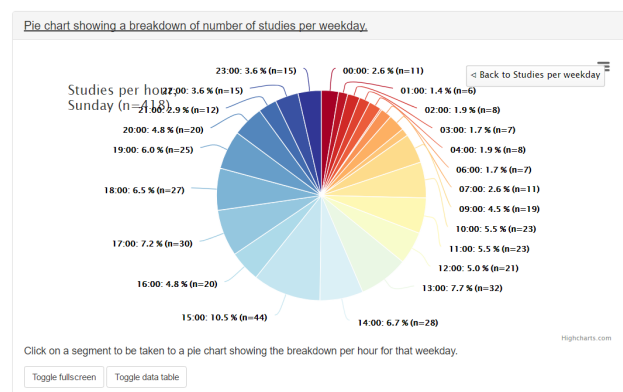 Pie chart showing a breakdown of number of studies per weekday.
Studies per hour,
Sunday (n=418)
◁ Back to Studies per weekday
00:00: 2.6 % (n=11)
01:00: 1.4 % (n=6)
02:00: 1.9 % (n=8)
03:00: 1.7 % (n=7)
04:00: 1.9 % (n=8)
06:00: 1.7 % (n=7)
07:00: 2.6 % (n=11)
09:00: 4.5 % (n=19)
10:00: 5.5 % (n=23)
11:00: 5.5 % (n=23)
12:00: 5.0 % (n=21)
13:00: 7.7 % (n=32)
14:00: 6.7 % (n=28)
15:00: 10.5 % (n=44)
16:00: 4.8 % (n=20)
17:00: 7.2 % (n=30)
18:00: 6.5 % (n=27)
19:00: 6.0 % (n=25)
20:00: 4.8 % (n=20)
21:00: 2.9 % (n=12)
22:00: 3.6 % (n=15)
23:00: 3.6 % (n=15)
Highcharts.com
Click on a segment to be taken to a pie chart showing the breakdown per hour for that weekday.
Toggle fullscreen
Toggle data table